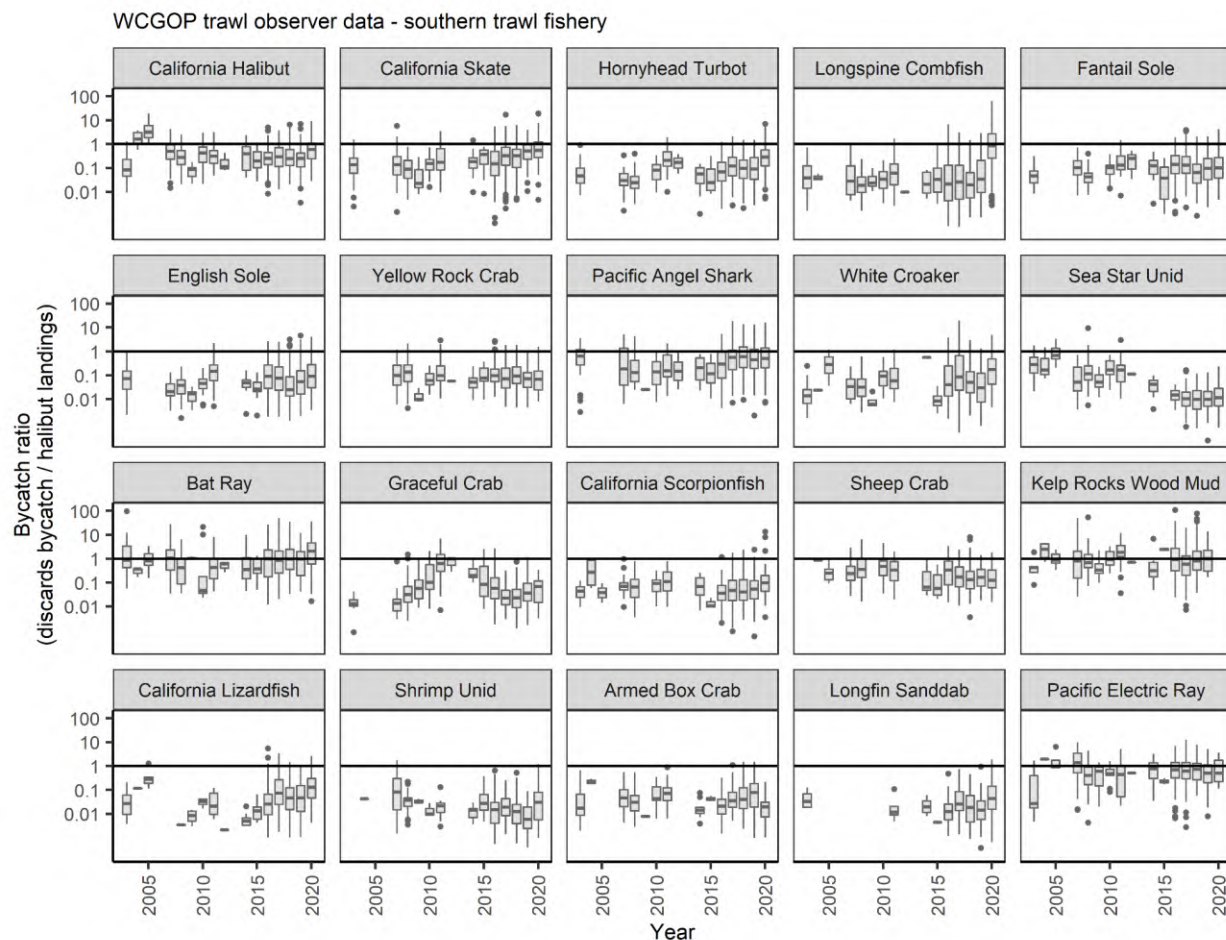 WCGOP trawl observer data - southern trawl fishery
California Halibut
California Skate
Hornyhead Turbot
Longspine Combfish
Fantail Sole
100
10
1
0.10
0.01
English Sole
Yellow Rock Crab
Pacific Angel Shark
White Croaker
Sea Star Unid
100
10
1
0.10
0.01
Bycatch ratio
(discards bycatch / halibut landings)
Bat Ray
Graceful Crab
California Scorpionfish
Sheep Crab
Kelp Rocks Wood Mud
100
10
1
0.10
0.01
California Lizardfish
Shrimp Unid
Armed Box Crab
Longfin Sanddab
Pacific Electric Ray
100
10
1
0.10
0.01
2005 2010 2015 2020 2005 2010 2015 2020 2005 2010 2015 2020 2005 2010 2015 2020 2005 2010 2015 2020
Year